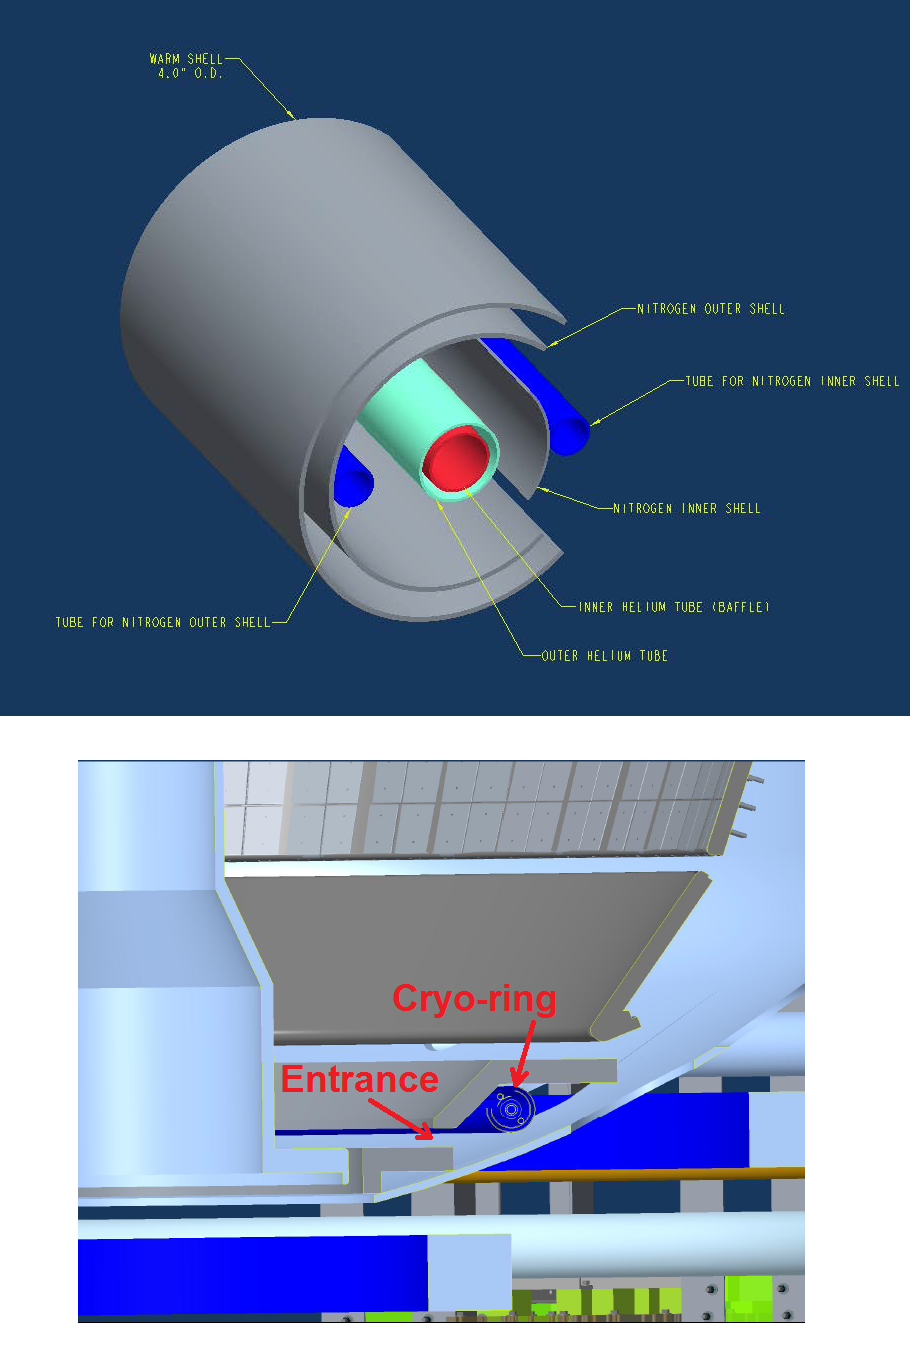 WARM SHELL
4.0" O.D.
NITROGEN OUTER SHELL
TUBE FOR NITROGEN INNER SHELL
NITROGEN INNER SHELL
INNER HELIUM TUBE (BAFFLE)
TUBE FOR NITROGEN OUTER SHELL
OUTER HELIUM TUBE
Cryo-ring
Entrance